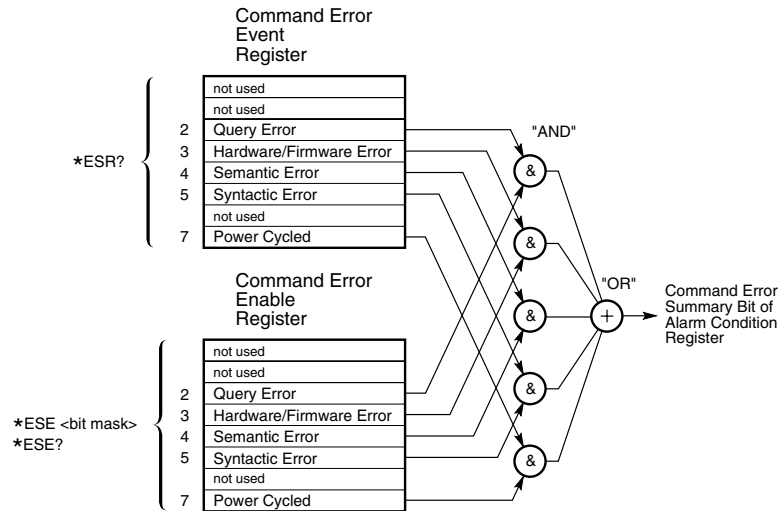 Command Error
Event
Register
not used
not used
2 Query Error
3 Hardware/Firmware Error
4 Semantic Error
5 Syntactic Error
not used
7 Power Cycled
*ESR?
"AND"
&
&
&
&
&
"OR"
+
Command Error
Summary Bit of
Alarm Condition
Register
Command Error
Enable
Register
not used
not used
2 Query Error
3 Hardware/Firmware Error
4 Semantic Error
5 Syntactic Error
not used
7 Power Cycled
*ESE <bit mask>
*ESE?